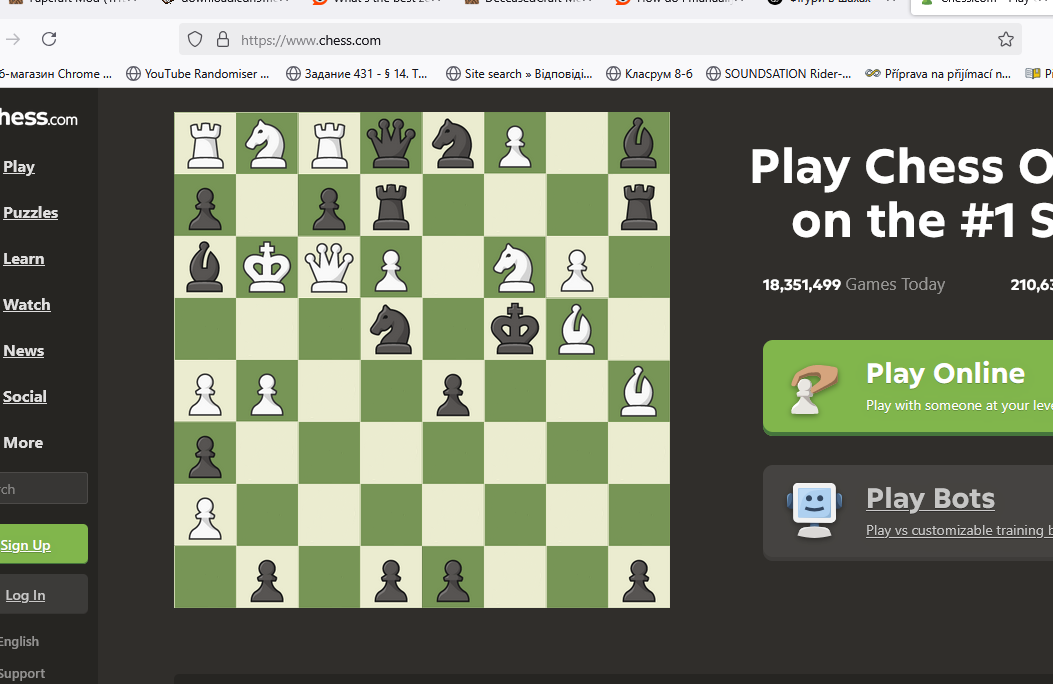 https://www.chess.com
YouTube Randomiser ...
Задание 431 - § 14. Т...
Site search » Відповіді...
Класрум 8-б
SOUNDSATION Rider-...
Příprava na přijímací n...
б-магазин Chrome ...
hess.com
Play
Puzzles
Learn
Watch
News
Social
More
rch
Sign Up
Log In
English
Support
Play Chess O
on the #1 S
18,351,499 Games Today
210,63
Play Online
Play with someone at your leve
Play Bots
Play vs customizable training b